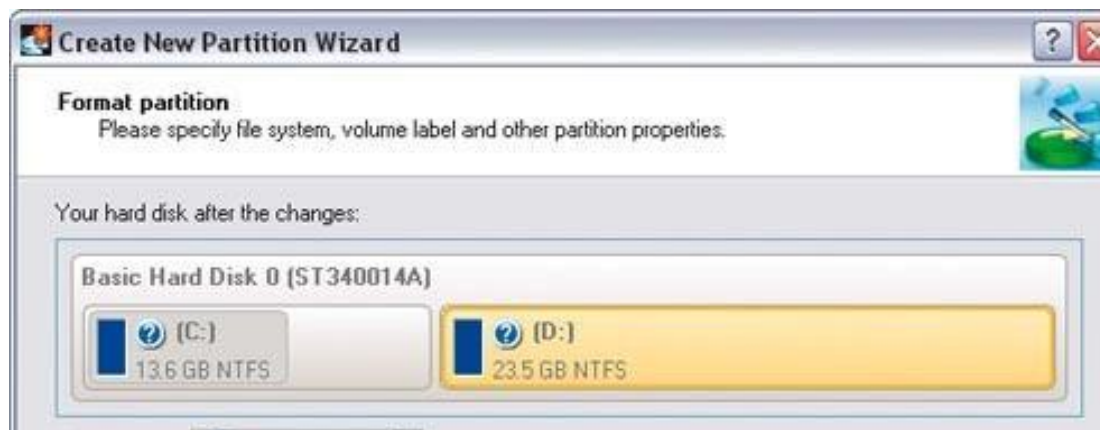 Create New Partition Wizard
?
Format partition
Please specify file system, volume label and other partition properties.
Your hard disk after the changes:
Basic Hard Disk 0 (ST340014A)
? (C:)
13.6 GB NTFS
? (D:)
23.5 GB NTFS